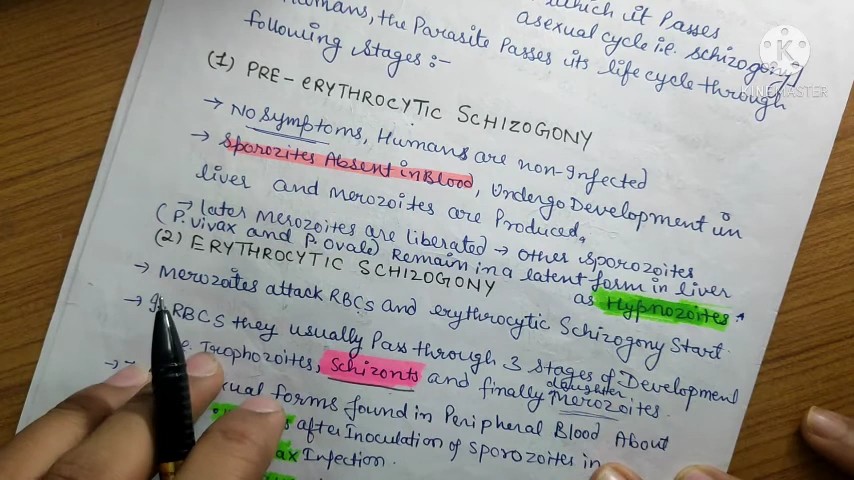 which it Passes
Humans, the Parasite Passes its life cycle through
asexual cycle i.e. Schizogony)
following Stages :-
KINEMASTER
(1) PRE-ERYTHROCYTIC SCHIZOGONY
→ No symptoms, Humans are non-Infected
→ Sporozites Absent in Blood, Undergo Development in
liver and merozoites are Produced.
→ later Merozoites are liberated → other sporozoites
(P. vivax and P. ovale) Remain in a latent form in liver
as Hypnozoites.
(2) ERYTHROCYTIC SCHIZOGONY
→ Merozites attack RBCs and erythrocytic Schizogony Start.
→ In RBCs they usually Pass through 3 stages of Development
i.e. Trophozoites, Schizonts and finally daughter Merozoites.
forms found in Peripheral Blood About
after Inoculation of sporozoites in
Infection.